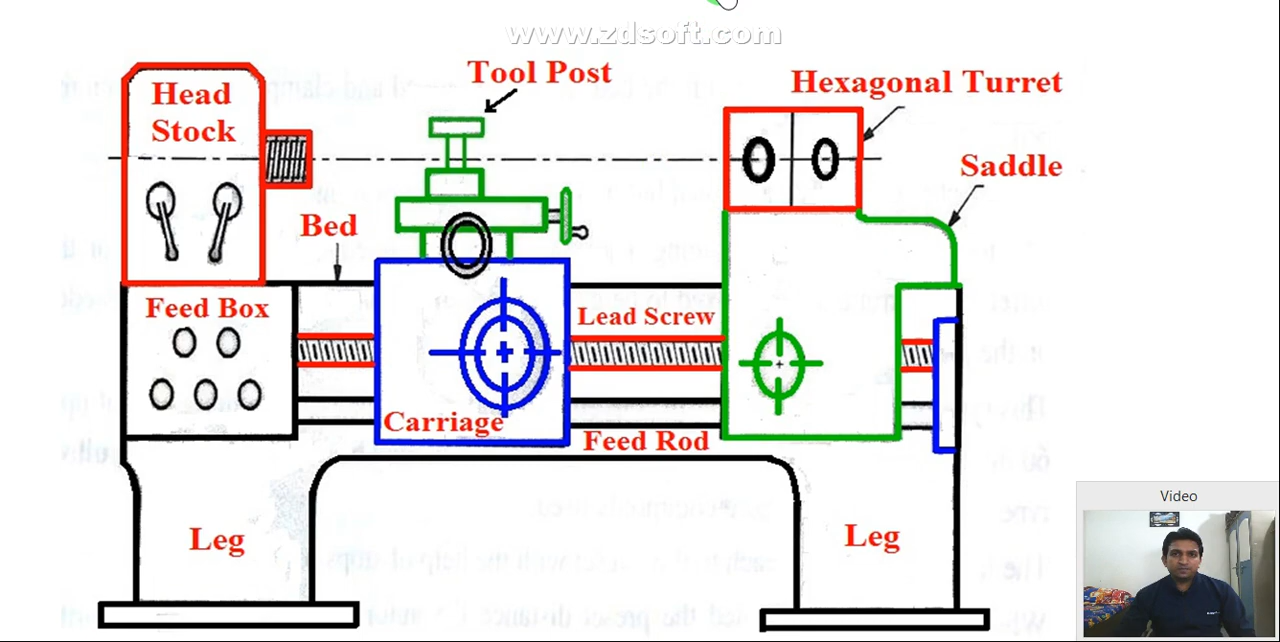 www.zdsoft.com
Tool Post
Hexagonal Turret
Head
Stock
Saddle
Bed
Feed Box
Lead Screw
Carriage
Feed Rod
Leg
Leg
Video